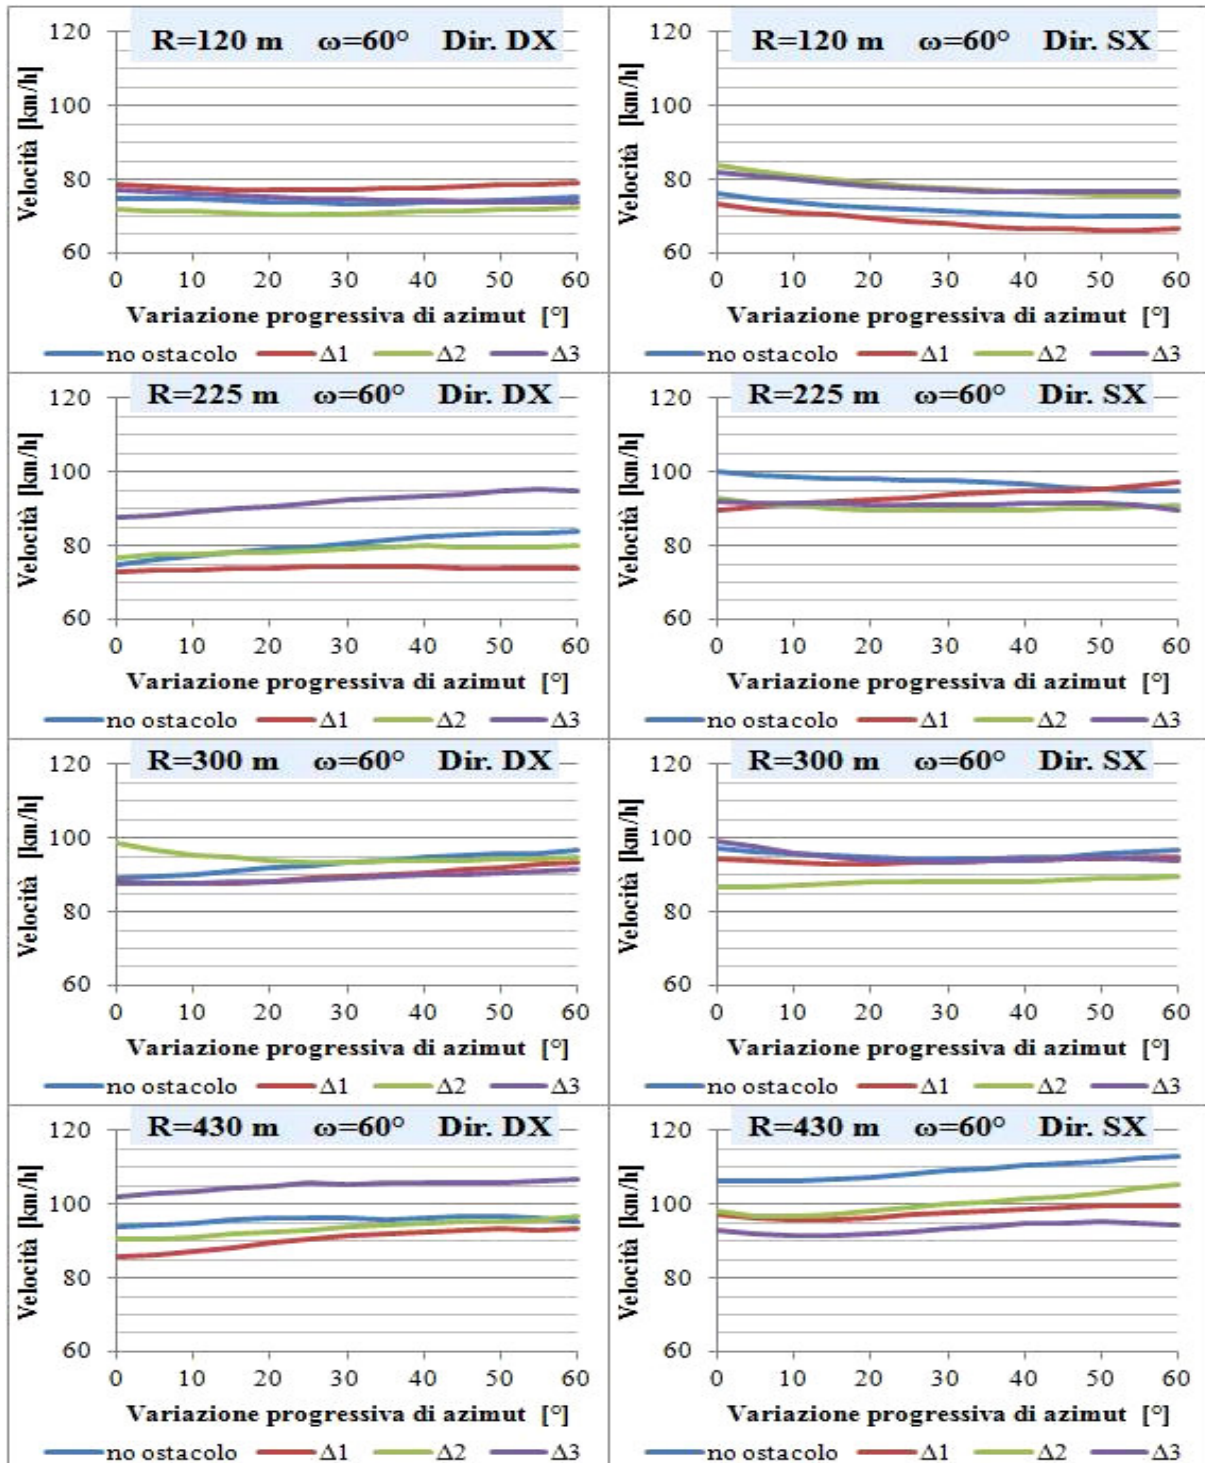 R=120 m ω=60° Dir. DX
Velocità [km/h]
120
100
80
60
0 10 20 30 40 50 60
Variazione progressiva di azimut [°]
no ostacolo Δ1 Δ2 Δ3
R=120 m ω=60° Dir. SX
Velocità [km/h]
120
100
80
60
0 10 20 30 40 50 60
Variazione progressiva di azimut [°]
no ostacolo Δ1 Δ2 Δ3
R=225 m ω=60° Dir. DX
Velocità [km/h]
120
100
80
60
0 10 20 30 40 50 60
Variazione progressiva di azimut [°]
no ostacolo Δ1 Δ2 Δ3
R=225 m ω=60° Dir. SX
Velocità [km/h]
120
100
80
60
0 10 20 30 40 50 60
Variazione progressiva di azimut [°]
no ostacolo Δ1 Δ2 Δ3
R=300 m ω=60° Dir. DX
Velocità [km/h]
120
100
80
60
0 10 20 30 40 50 60
Variazione progressiva di azimut [°]
no ostacolo Δ1 Δ2 Δ3
R=300 m ω=60° Dir. SX
Velocità [km/h]
120
100
80
60
0 10 20 30 40 50 60
Variazione progressiva di azimut [°]
no ostacolo Δ1 Δ2 Δ3
R=430 m ω=60° Dir. DX
Velocità [km/h]
120
100
80
60
0 10 20 30 40 50 60
Variazione progressiva di azimut [°]
no ostacolo Δ1 Δ2 Δ3
R=430 m ω=60° Dir. SX
Velocità [km/h]
120
100
80
60
0 10 20 30 40 50 60
Variazione progressiva di azimut [°]
no ostacolo Δ1 Δ2 Δ3